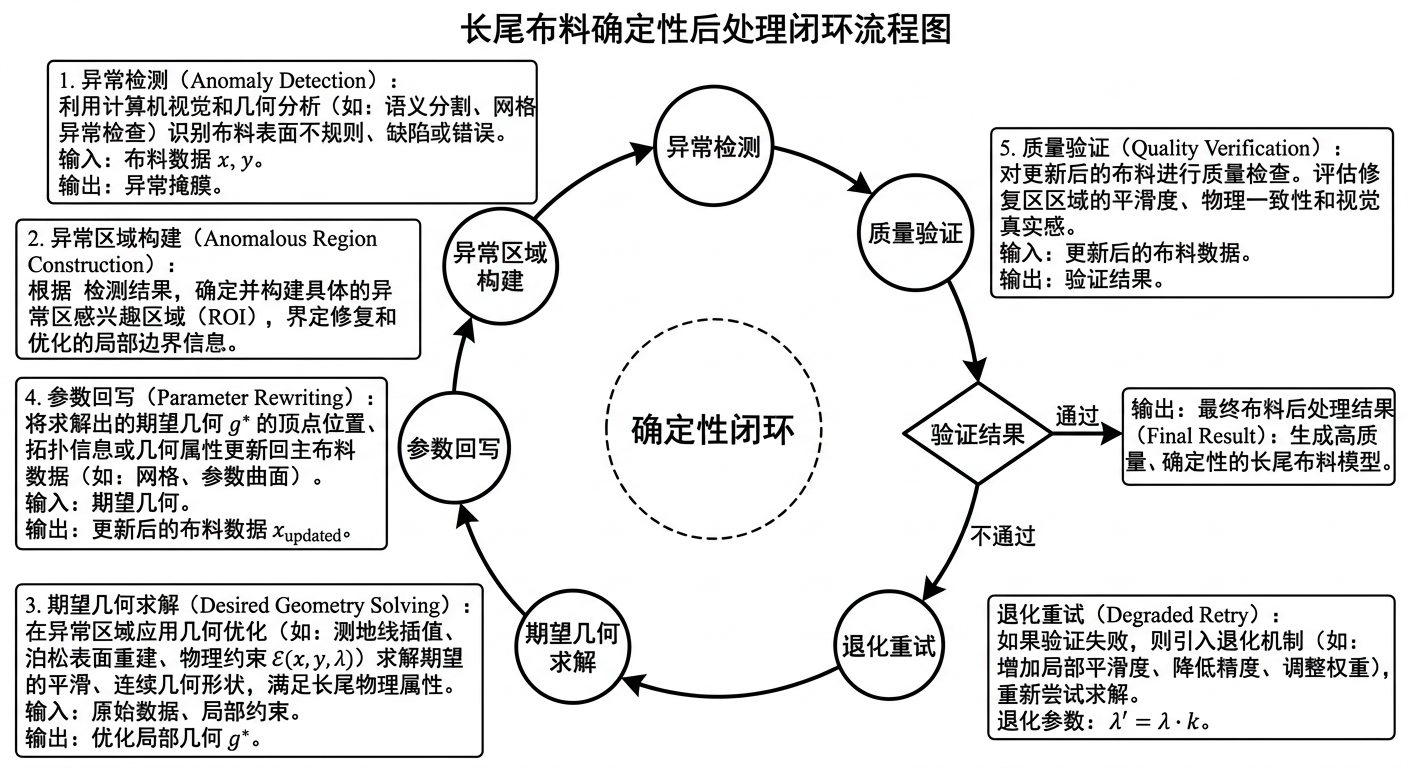 长尾布料确定性后处理闭环流程图
1. 异常检测（Anomaly Detection）：
利用计算机视觉和几何分析（如：语义分割、网格
异常检查）识别布料表面不规则、缺陷或错误。
输入：布料数据 x, y。
输出：异常掩膜。
2. 异常区域构建（Anomalous Region
Construction）：
根据 检测结果，确定并构建具体的异
常区感兴趣区域（ROI），界定修复和
优化的局部边界信息。
4. 参数回写（Parameter Rewriting）：
将求解出的期望几何 g* 的顶点位置、
拓扑信息或几何属性更新回主布料
数据（如：网格、参数曲面）。
输入：期望几何。
输出：更新后的布料数据 x_updated。
3. 期望几何求解（Desired Geometry Solving）：
在异常区域应用几何优化（如：测地线插值、
泊松表面重建、物理约束 ℰ(x, y, λ)）求解期望
的平滑、连续几何形状，满足长尾物理属性。
输入：原始数据、局部约束。
输出：优化局部几何 g*。
异常检测
质量验证
异常区域
构建
确定性闭环
参数回写
验证结果
通过
不通过
期望几何
求解
退化重试
5. 质量验证（Quality Verification）：
对更新后的布料进行质量检查。评估修
复区区域的平滑度、物理一致性和视觉
真实感。
输入：更新后的布料数据。
输出：验证结果。
输出：最终布料后处理结果
（Final Result）：生成高质
量、确定性的长尾布料模型。
退化重试（Degraded Retry）：
如果验证失败，则引入退化机制（如：
增加局部平滑度、降低精度、调整权重），
重新尝试求解。
退化参数：λ′ = λ · k。